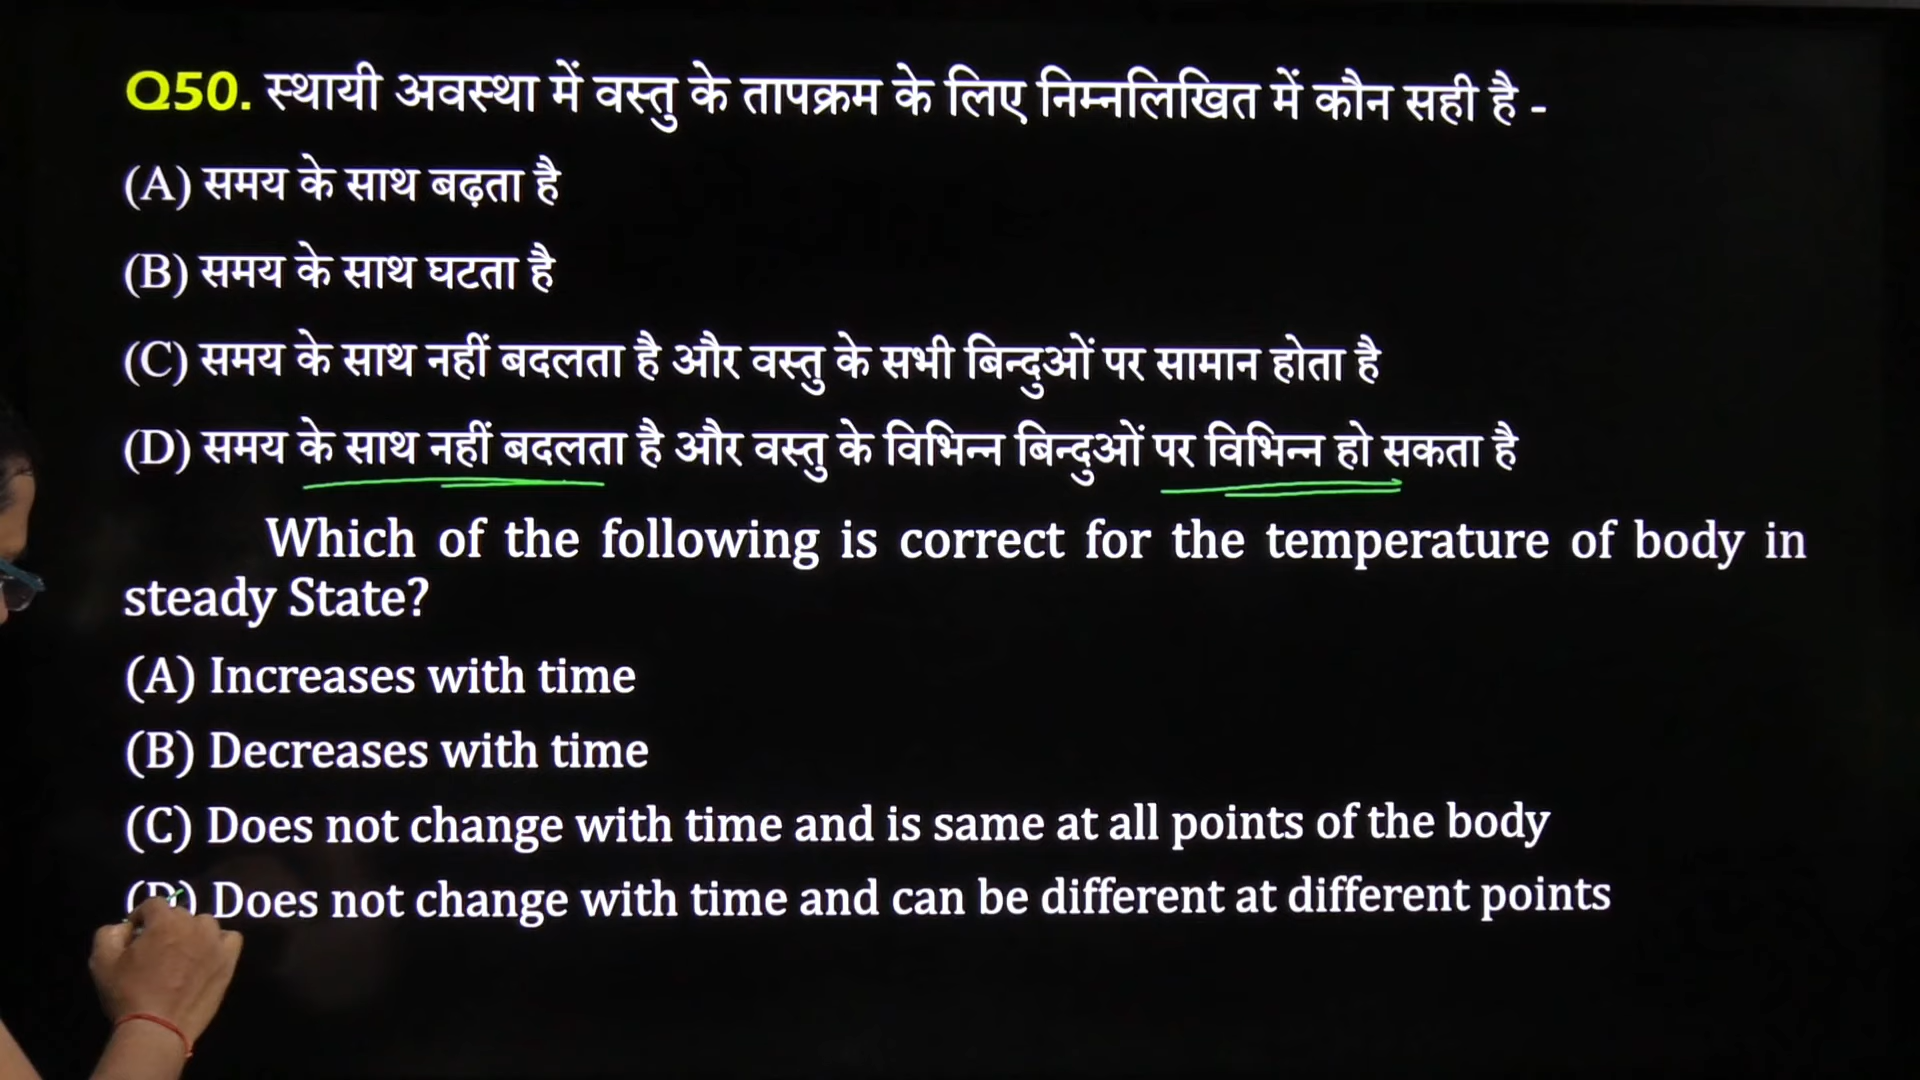 Q50. स्थायी अवस्था में वस्तु के तापक्रम के लिए निम्नलिखित में कौन सही है -
(A) समय के साथ बढ़ता है
(B) समय के साथ घटता है
(C) समय के साथ नहीं बदलता है और वस्तु के सभी बिन्दुओं पर सामान होता है
(D) समय के साथ नहीं बदलता है और वस्तु के विभिन्न बिन्दुओं पर विभिन्न हो सकता है
Which of the following is correct for the temperature of body in
steady State?
(A) Increases with time
(B) Decreases with time
(C) Does not change with time and is same at all points of the body
(D) Does not change with time and can be different at different points